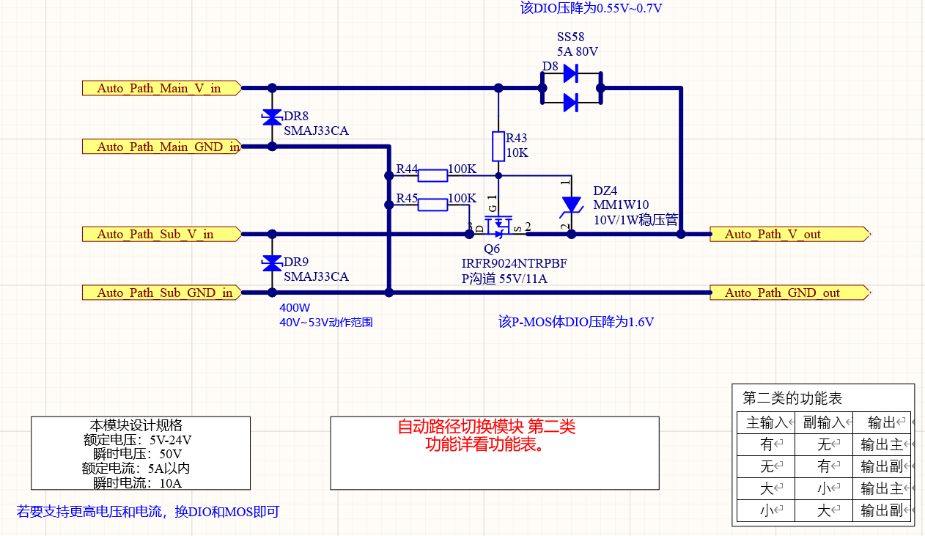 该DIO压降为0.55V~0.7V
SS58
5A 80V
D8
Auto_Path_Main_V_in
DR8
SMAJ33CA
Auto_Path_Main_GND_in
R43
10K
R44
100K
R45
100K
1
G
DZ4
MM1W10
10V/1W稳压管
1
2
Auto_Path_Sub_V_in
3
D
S
2
Auto_Path_V_out
Q6
IRFR9024NTRPBF
P沟道 55V/11A
DR9
SMAJ33CA
Auto_Path_Sub_GND_in
Auto_Path_GND_out
400W
40V~53V动作范围
该P-MOS体DIO压降为1.6V
本模块设计规格
额定电压：5V-24V
瞬时电压：50V
额定电流：5A以内
瞬时电流：10A
若要支持更高电压和电流，换DIO和MOS即可
自动路径切换模块 第二类
功能详看功能表。
第二类的功能表
主输入 副输入 输出
有 无 输出主
无 有 输出副
大 小 输出主
小 大 输出副